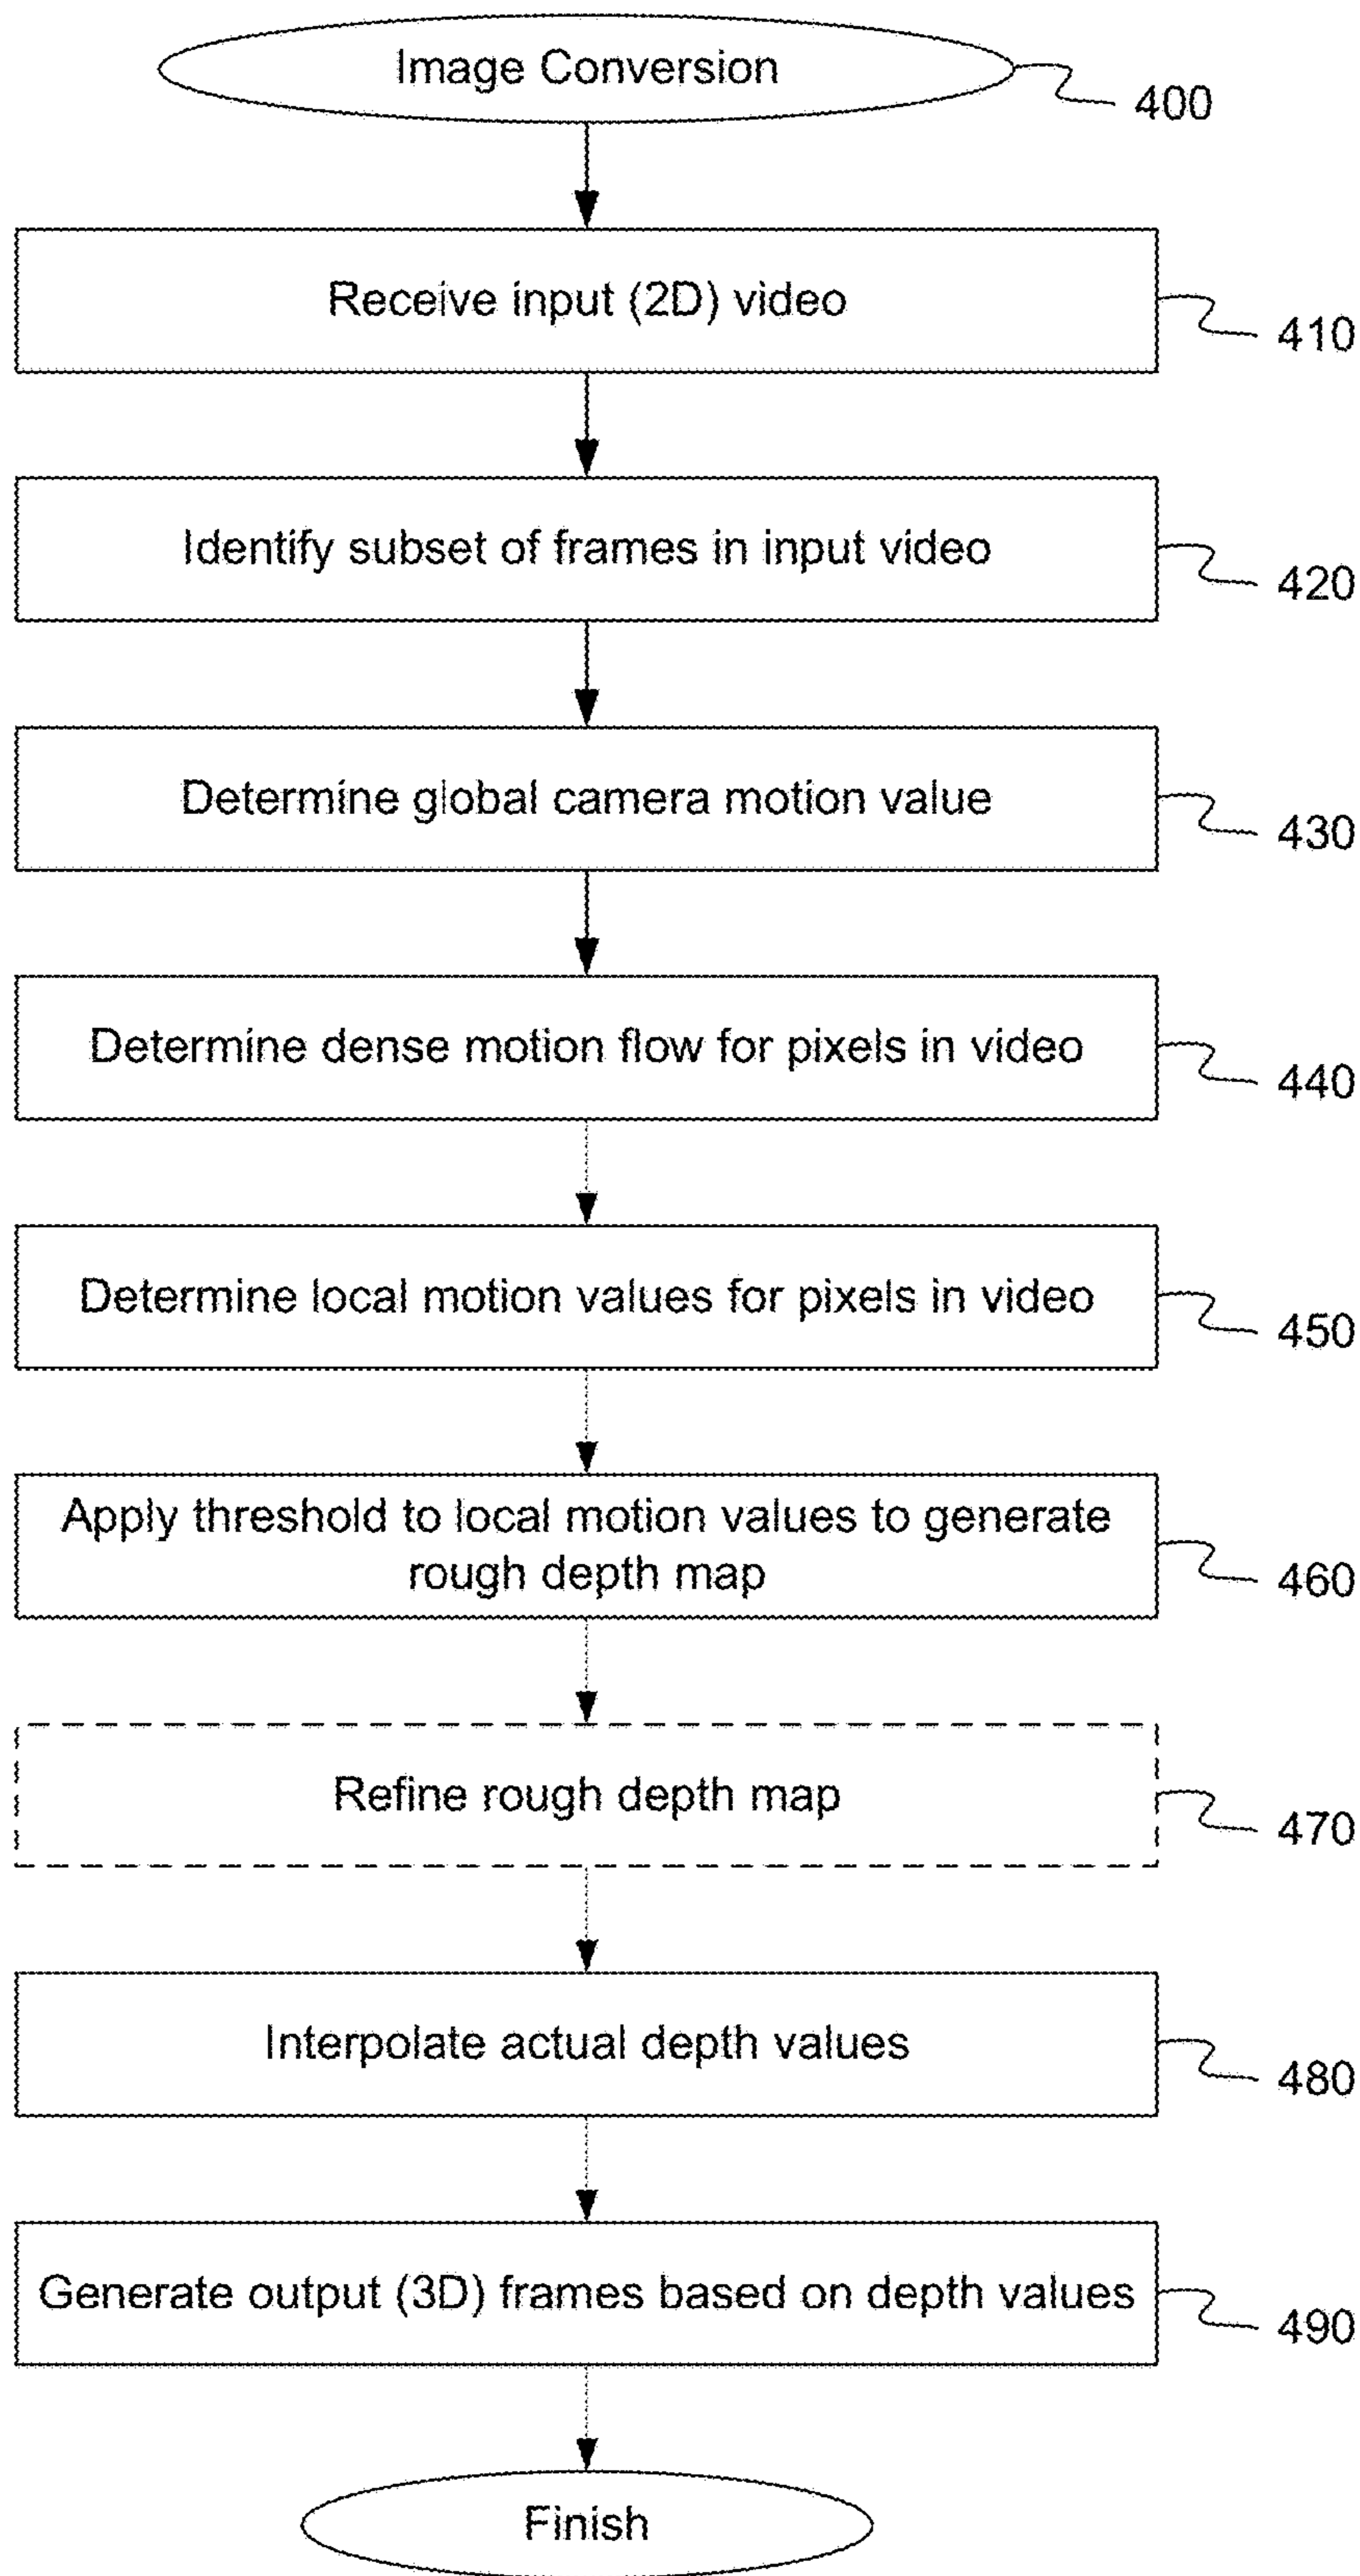 Image Conversion
400
Receive input (2D) video
410
Identify subset of frames in input video
420
Determine global camera motion value
430
Determine dense motion flow for pixels in video
440
Determine local motion values for pixels in video
450
Apply threshold to local motion values to generate
rough depth map
460
Refine rough depth map
470
Interpolate actual depth values
480
Generate output (3D) frames based on depth values
490
Finish